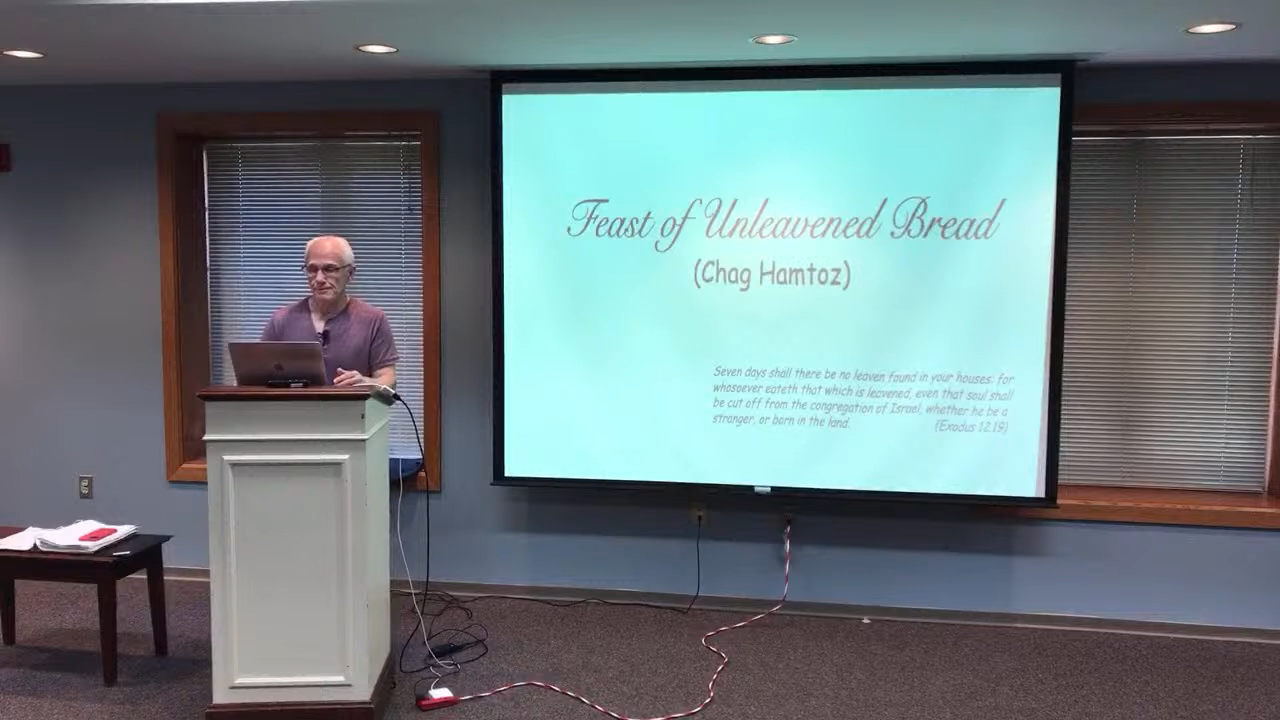 Feast of Unleavened Bread
(Chag Hamtoz)
Seven days shall there be no leaven found in your houses: for
whosoever eateth that which is leavened, even that soul shall
be cut off from the congregation of Israel, whether he be a
stranger, or born in the land. (Exodus 12:19)